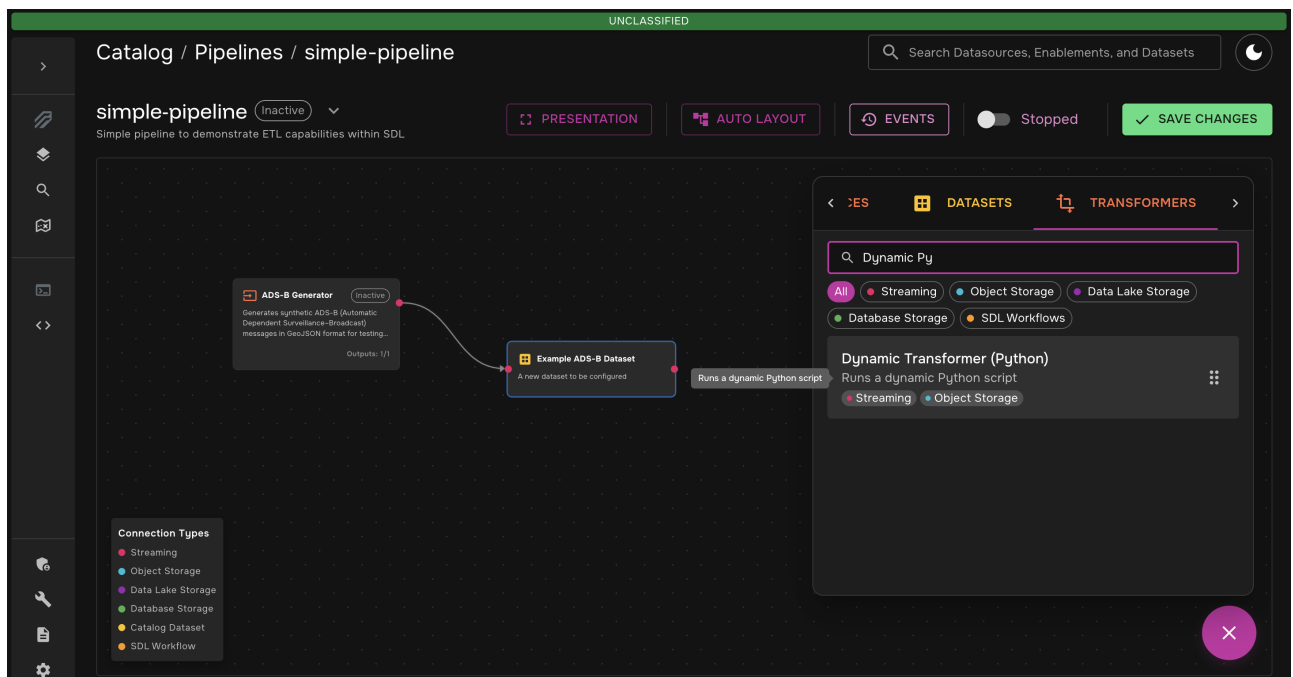 UNCLASSIFIED
Catalog / Pipelines / simple-pipeline
Search Datasources, Enablements, and Datasets
simple-pipeline Inactive
Simple pipeline to demonstrate ETL capabilities within SDL
PRESENTATION
AUTO LAYOUT
EVENTS
Stopped
SAVE CHANGES
CES
DATASETS
TRANSFORMERS
Dynamic Py
All
Streaming
Object Storage
Data Lake Storage
Database Storage
SDL Workflows
Dynamic Transformer (Python)
Runs a dynamic Python script
Streaming
Object Storage
ADS-B Generator Inactive
Generates synthetic ADS-B (Automatic
Dependent Surveillance-Broadcast)
messages in GeoJSON format for testing...
Outputs: 1/1
Example ADS-B Dataset
A new dataset to be configured
Runs a dynamic Python script
Connection Types
Streaming
Object Storage
Data Lake Storage
Database Storage
Catalog Dataset
SDL Workflow